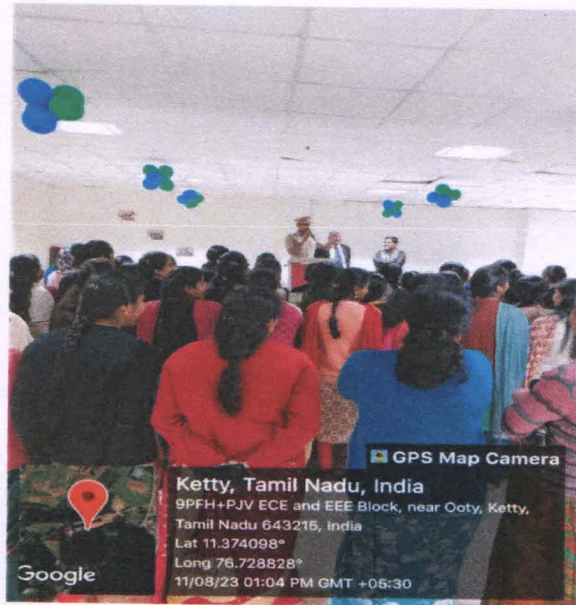 GPS Map Camera
Ketty, Tamil Nadu, India
9PFH+PJV ECE and EEE Block, near Ooty, Ketty,
Tamil Nadu 643215, India
Lat 11.374098°
Long 76.728828°
11/08/23 01:04 PM GMT +05:30
Google